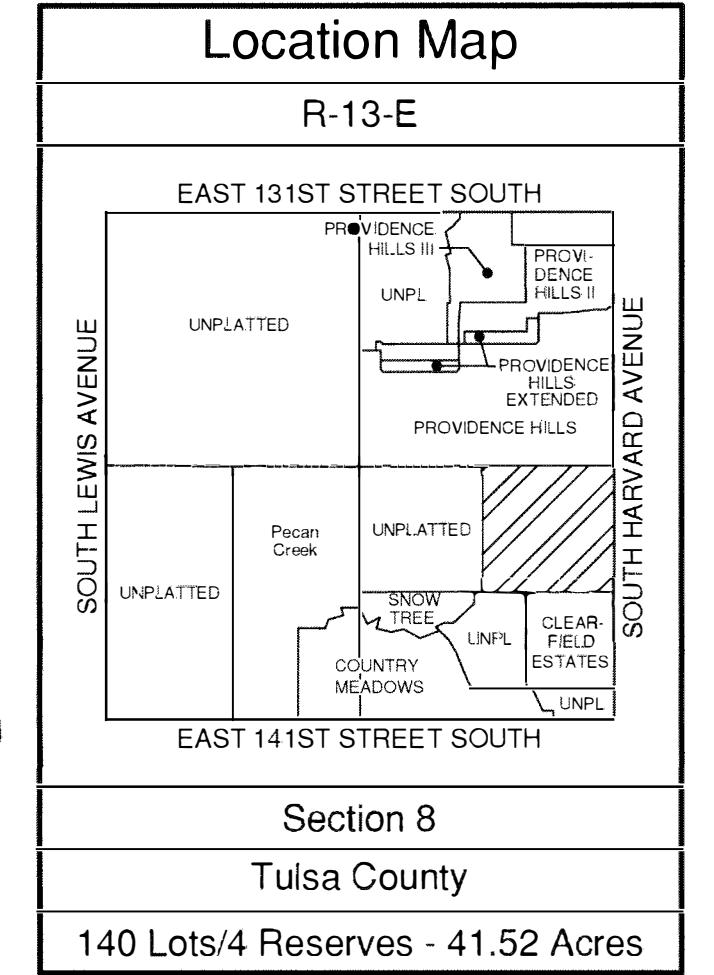 Location Map
R-13-E
EAST 131ST STREET SOUTH
PROVIDENCE
HILLS III
PROVI-
DENCE
HILLS II
UNPL
UNPLATTED
SOUTH LEWIS AVENUE
SOUTH HARVARD AVENUE
PROVIDENCE
HILLS
EXTENDED
PROVIDENCE HILLS
Pecan
Creek
UNPLATTED
UNPLATTED
SNOW
TREE
UNPL
CLEAR-
FIELD
ESTATES
COUNTRY
MEADOWS
UNPL
EAST 141ST STREET SOUTH
Section 8
Tulsa County
140 Lots/4 Reserves - 41.52 Acres